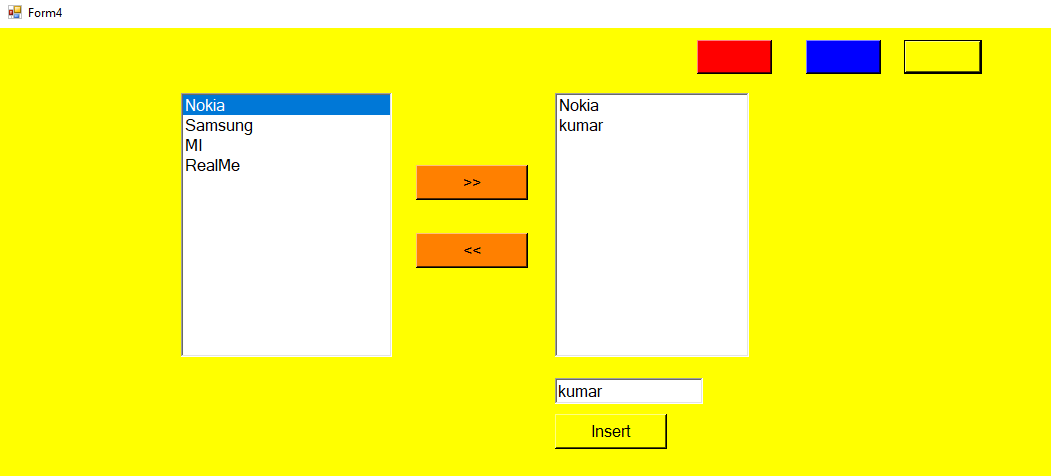 Form4
Nokia
Samsung
MI
RealMe
>>
<<
Nokia
kumar
kumar
Insert